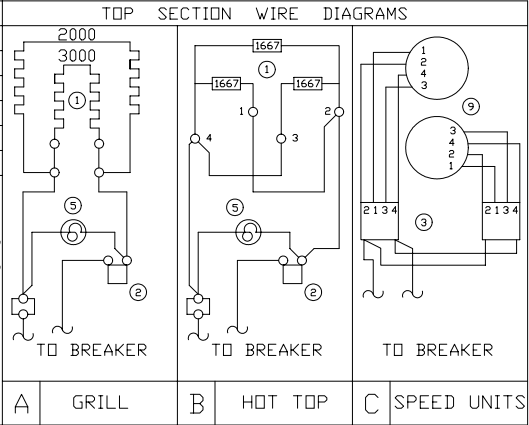 TOP SECTION WIRE DIAGRAMS
2000
3000
1
5
2
TO BREAKER
1667
1
1667
1667
1
2
4
3
5
2
TO BREAKER
1
2
4
3
9
3
4
2
1
2 1 3 4
2 1 3 4
3
TO BREAKER
A GRILL
B HOT TOP
C SPEED UNITS